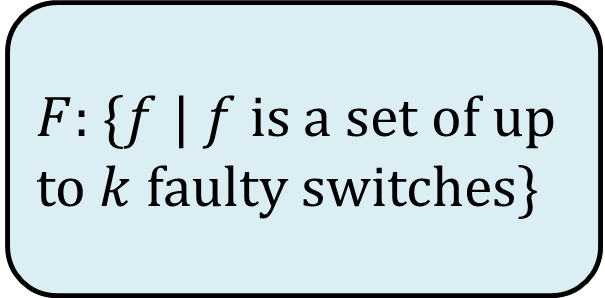 F: {f | f is a set of up
to k faulty switches}